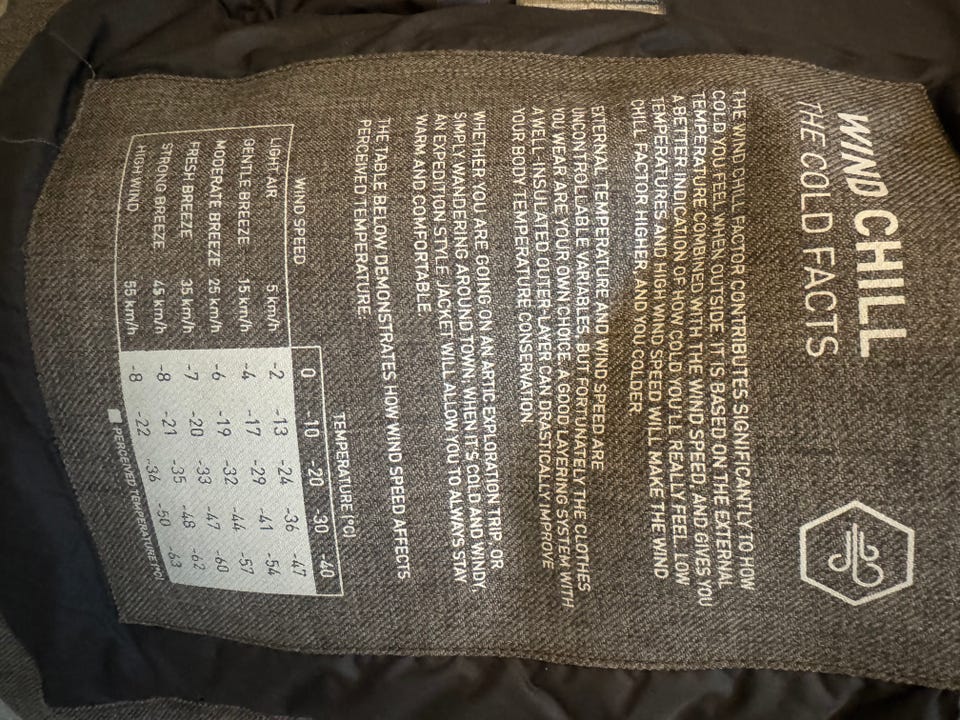 WIND CHILL
THE COLD FACTS
THE WIND CHILL FACTOR CONTRIBUTES SIGNIFICANTLY TO HOW
COLD YOU FEEL WHEN OUTSIDE. IT IS BASED ON THE EXTERNAL
TEMPERATURE COMBINED WITH THE WIND SPEED, AND GIVES YOU
A BETTER INDICATION OF HOW COLD YOU'LL REALLY FEEL. LOW
TEMPERATURES AND HIGH WIND SPEED WILL MAKE THE WIND
CHILL FACTOR HIGHER, AND YOU COLDER.
EXTERNAL TEMPERATURE AND WIND SPEED ARE
UNCONTROLLABLE VARIABLES, BUT FORTUNATELY THE CLOTHES
YOU WEAR ARE YOUR OWN CHOICE. A GOOD LAYERING SYSTEM WITH
A WELL-INSULATED OUTER-LAYER CAN DRASTICALLY IMPROVE
YOUR BODY TEMPERATURE CONSERVATION.
WHETHER YOU ARE GOING ON AN ARTIC EXPLORATION TRIP, OR
SIMPLY WANDERING AROUND TOWN WHEN IT'S COLD AND WINDY,
AN EXPEDITION STYLE JACKET WILL ALLOW YOU TO ALWAYS STAY
WARM AND COMFORTABLE.
THE TABLE BELOW DEMONSTRATES HOW WIND SPEED AFFECTS
PERCEIVED TEMPERATURE.
TEMPERATURE (°C)
WIND SPEED 0 -10 -20 -30 -40
LIGHT AIR 5 km/h -2 -13 -24 -36 -47
GENTLE BREEZE 15 km/h -4 -17 -29 -41 -54
MODERATE BREEZE 25 km/h -6 -19 -32 -44 -57
FRESH BREEZE 35 km/h -7 -20 -33 -47 -60
STRONG BREEZE 45 km/h -8 -21 -35 -48 -62
HIGH WIND 55 km/h -8 -22 -36 -50 -63
PERCEIVED TEMPERATURE (°C)